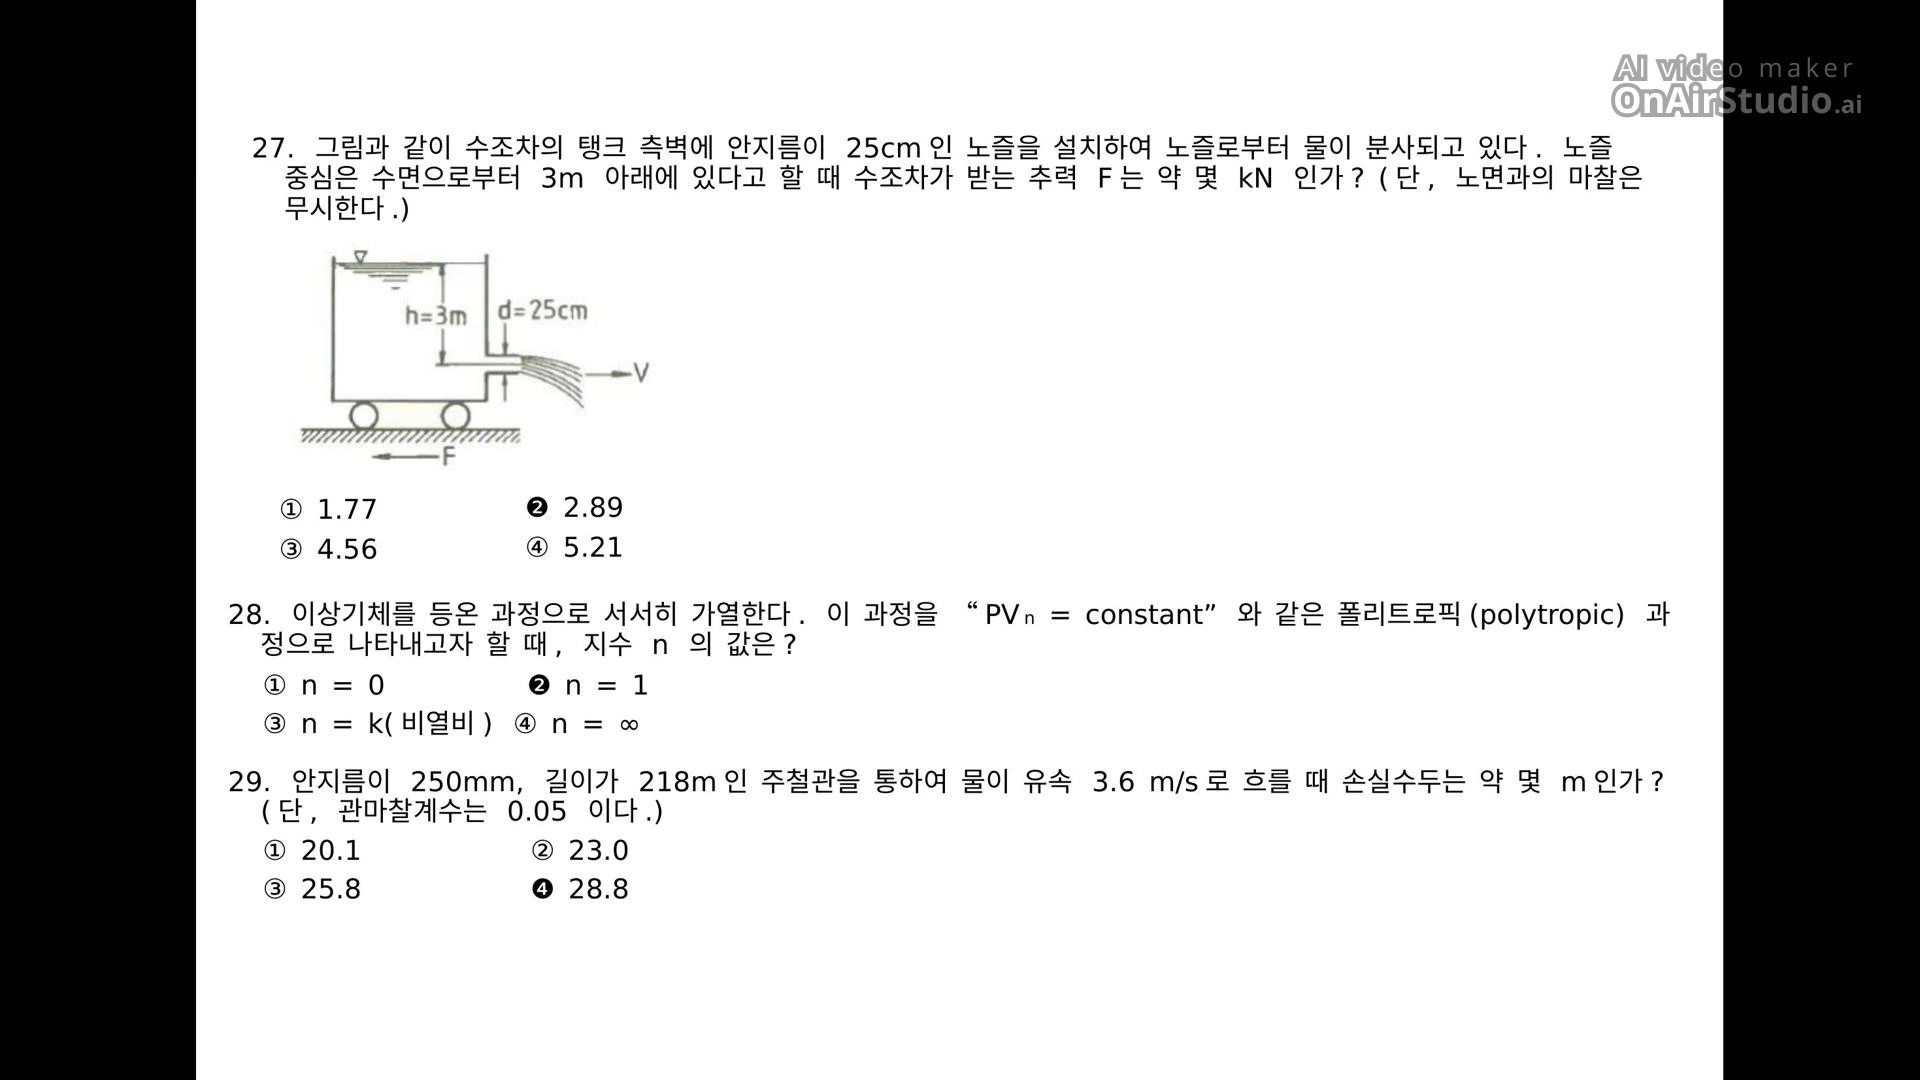 AI video maker
OnAirStudio.ai
27. 그림과 같이 수조차의 탱크 측벽에 안지름이 25cm인 노즐을 설치하여 노즐로부터 물이 분사되고 있다. 노즐
중심은 수면으로부터 3m 아래에 있다고 할 때 수조차가 받는 추력 F는 약 몇 kN 인가? (단, 노면과의 마찰은
무시한다.)
h=3m
d=25cm
V
F
① 1.77 ❷ 2.89
③ 4.56 ④ 5.21
28. 이상기체를 등온 과정으로 서서히 가열한다. 이 과정을 “PVn = constant” 와 같은 폴리트로픽(polytropic) 과
정으로 나타내고자 할 때, 지수 n 의 값은?
① n = 0 ❷ n = 1
③ n = k(비열비) ④ n = ∞
29. 안지름이 250mm, 길이가 218m인 주철관을 통하여 물이 유속 3.6 m/s로 흐를 때 손실수두는 약 몇 m인가?
(단, 관마찰계수는 0.05 이다.)
① 20.1 ② 23.0
③ 25.8 ❹ 28.8